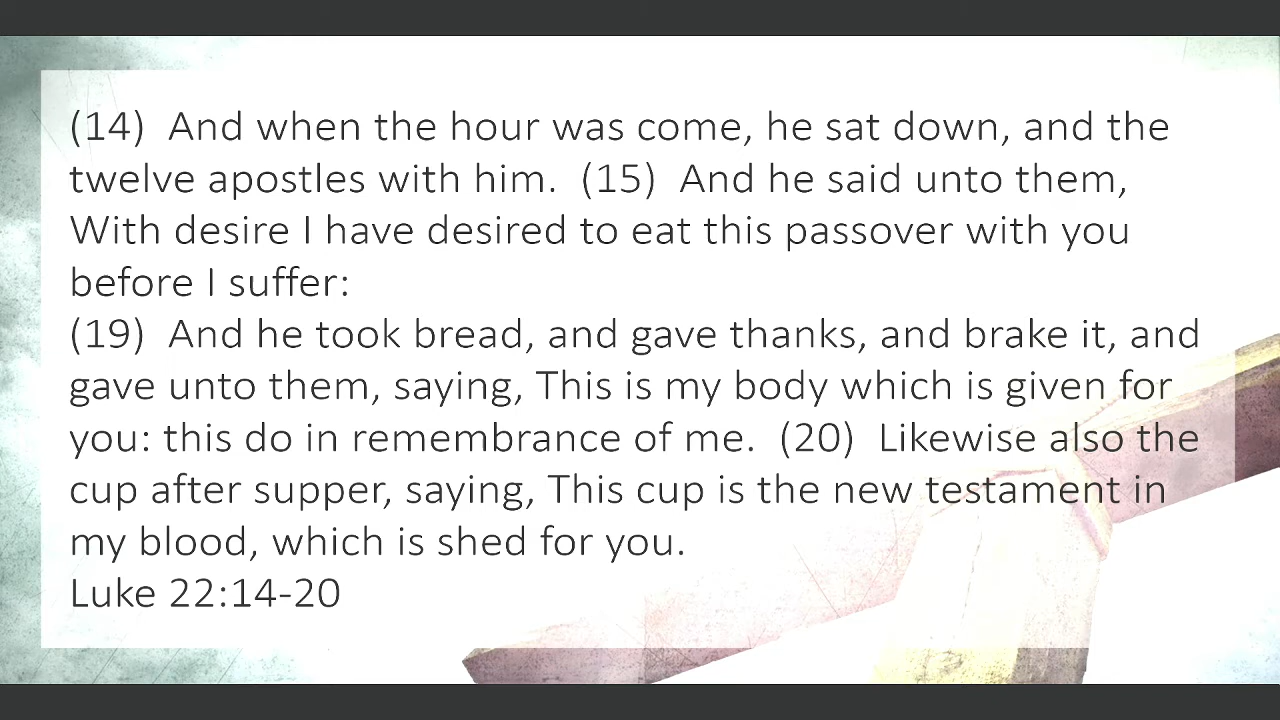 (14)  And when the hour was come, he sat down, and the
twelve apostles with him.  (15)  And he said unto them,
With desire I have desired to eat this passover with you
before I suffer:
(19)  And he took bread, and gave thanks, and brake it, and
gave unto them, saying, This is my body which is given for
you: this do in remembrance of me.  (20)  Likewise also the
cup after supper, saying, This cup is the new testament in
my blood, which is shed for you.
Luke 22:14-20